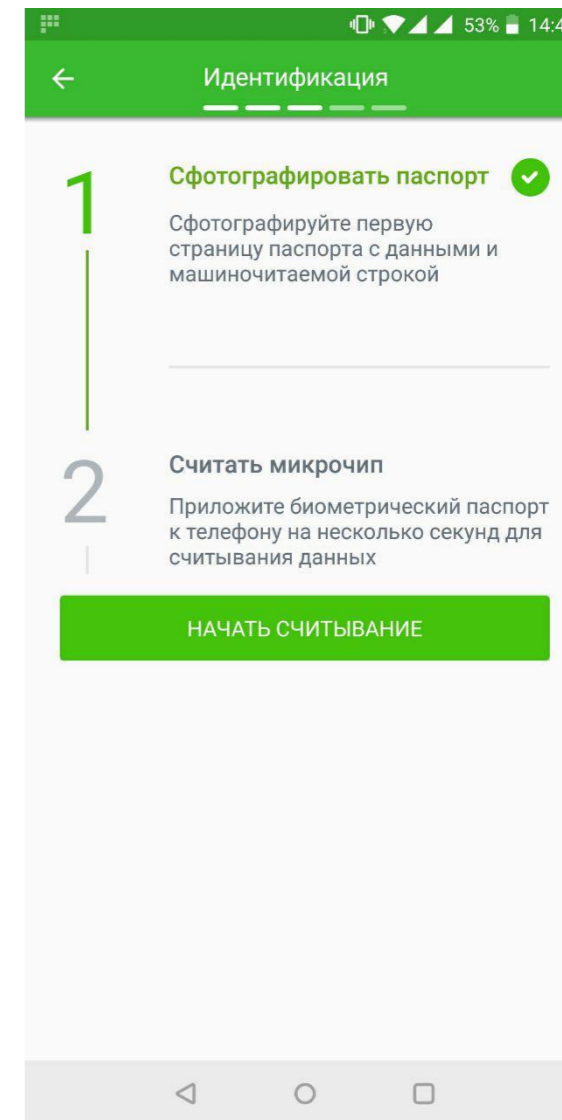 53% 14:4
Идентификация
1
Сфотографировать паспорт
Сфотографируйте первую
страницу паспорта с данными и
машиночитаемой строкой
2
Считать микрочип
Приложите биометрический паспорт
к телефону на несколько секунд для
считывания данных
НАЧАТЬ СЧИТЫВАНИЕ